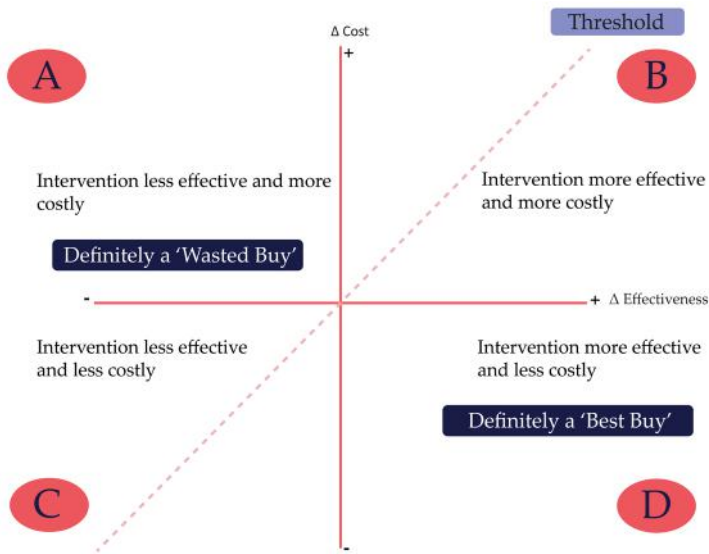 Threshold
Δ Cost
+
A
B
Intervention less effective and more
costly
Intervention more effective
and more costly
Definitely a ‘Wasted Buy’
-
+ Δ Effectiveness
Intervention less effective
and less costly
Intervention more effective
and less costly
Definitely a ‘Best Buy’
C
D
-